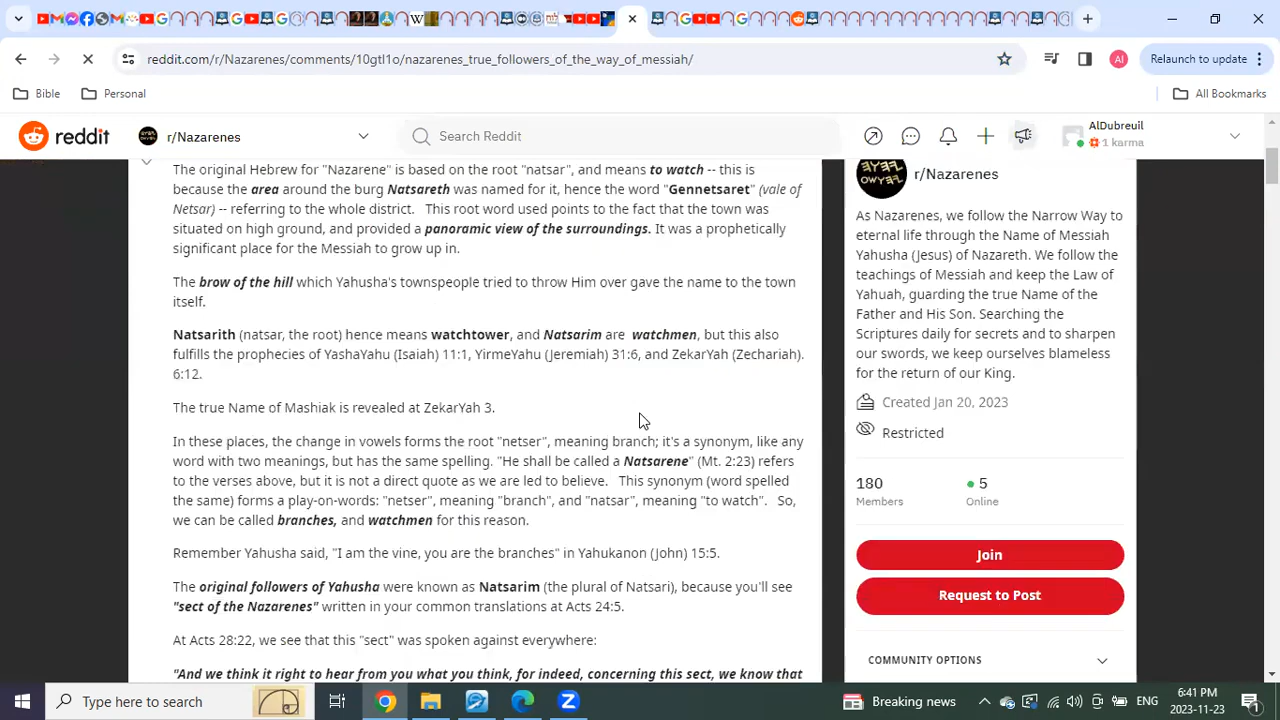 reddit.com/r/Nazarenes/comments/10gtl1o/nazarenes_true_followers_of_the_way_of_messiah/
AI
Relaunch to update
Bible
Personal
All Bookmarks
reddit
r/Nazarenes
Search Reddit
AlDubreuil
1 karma
The original Hebrew for "Nazarene" is based on the root "natsar", and means to watch -- this is
because the area around the burg Natsareth was named for it, hence the word "Gennetsaret" (vale of
Netsar) -- referring to the whole district. This root word used points to the fact that the town was
situated on high ground, and provided a panoramic view of the surroundings. It was a prophetically
significant place for the Messiah to grow up in.
The brow of the hill which Yahusha's townspeople tried to throw Him over gave the name to the town
itself.
Natsarith (natsar, the root) hence means watchtower, and Natsarim are watchmen, but this also
fulfills the prophecies of YashaYahu (Isaiah) 11:1, YirmeYahu (Jeremiah) 31:6, and ZekarYah (Zechariah).
6:12.
The true Name of Mashiak is revealed at ZekarYah 3.
In these places, the change in vowels forms the root "netser", meaning branch; it's a synonym, like any
word with two meanings, but has the same spelling. "He shall be called a Natsarene" (Mt. 2:23) refers
to the verses above, but it is not a direct quote as we are led to believe. This synonym (word spelled
the same) forms a play-on-words: "netser", meaning "branch", and "natsar", meaning "to watch". So,
we can be called branches, and watchmen for this reason.
Remember Yahusha said, "I am the vine, you are the branches" in Yahukanon (John) 15:5.
The original followers of Yahusha were known as Natsarim (the plural of Natsari), because you'll see
"sect of the Nazarenes" written in your common translations at Acts 24:5.
At Acts 28:22, we see that this "sect" was spoken against everywhere:
"And we think it right to hear from you what you think, for indeed, concerning this sect, we know that
r/Nazarenes
As Nazarenes, we follow the Narrow Way to
eternal life through the Name of Messiah
Yahusha (Jesus) of Nazareth. We follow the
teachings of Messiah and keep the Law of
Yahuah, guarding the true Name of the
Father and His Son. Searching the
Scriptures daily for secrets and to sharpen
our swords, we keep ourselves blameless
for the return of our King.
Created Jan 20, 2023
Restricted
180
Members
5
Online
Join
Request to Post
COMMUNITY OPTIONS
Type here to search
Breaking news
ENG
6:41 PM
2023-11-23